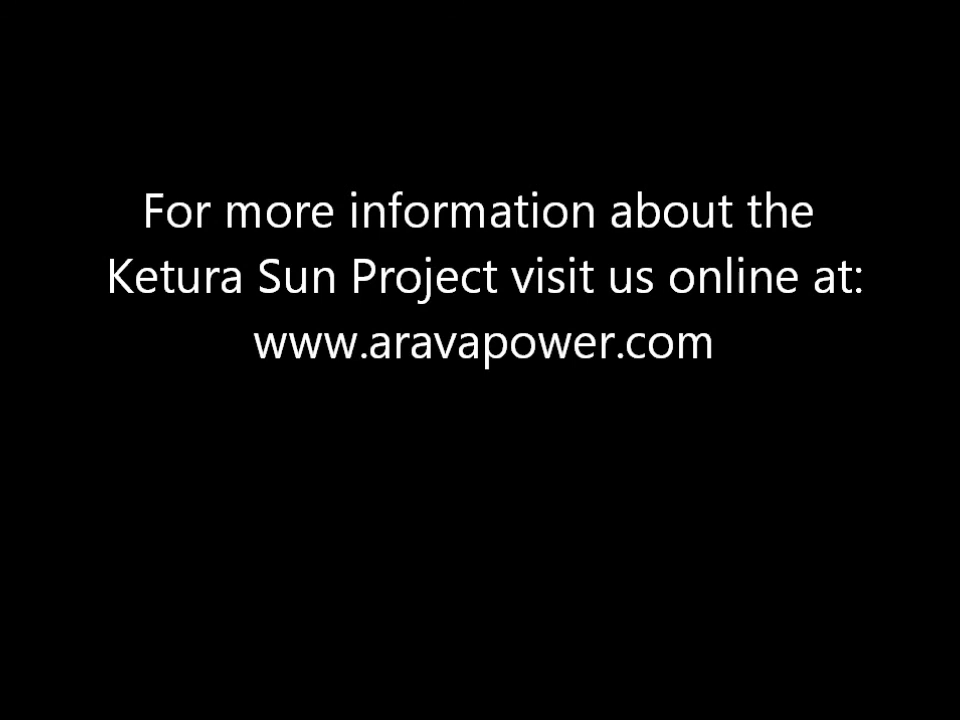 For more information about the
Ketura Sun Project visit us online at:
www.aravapower.com